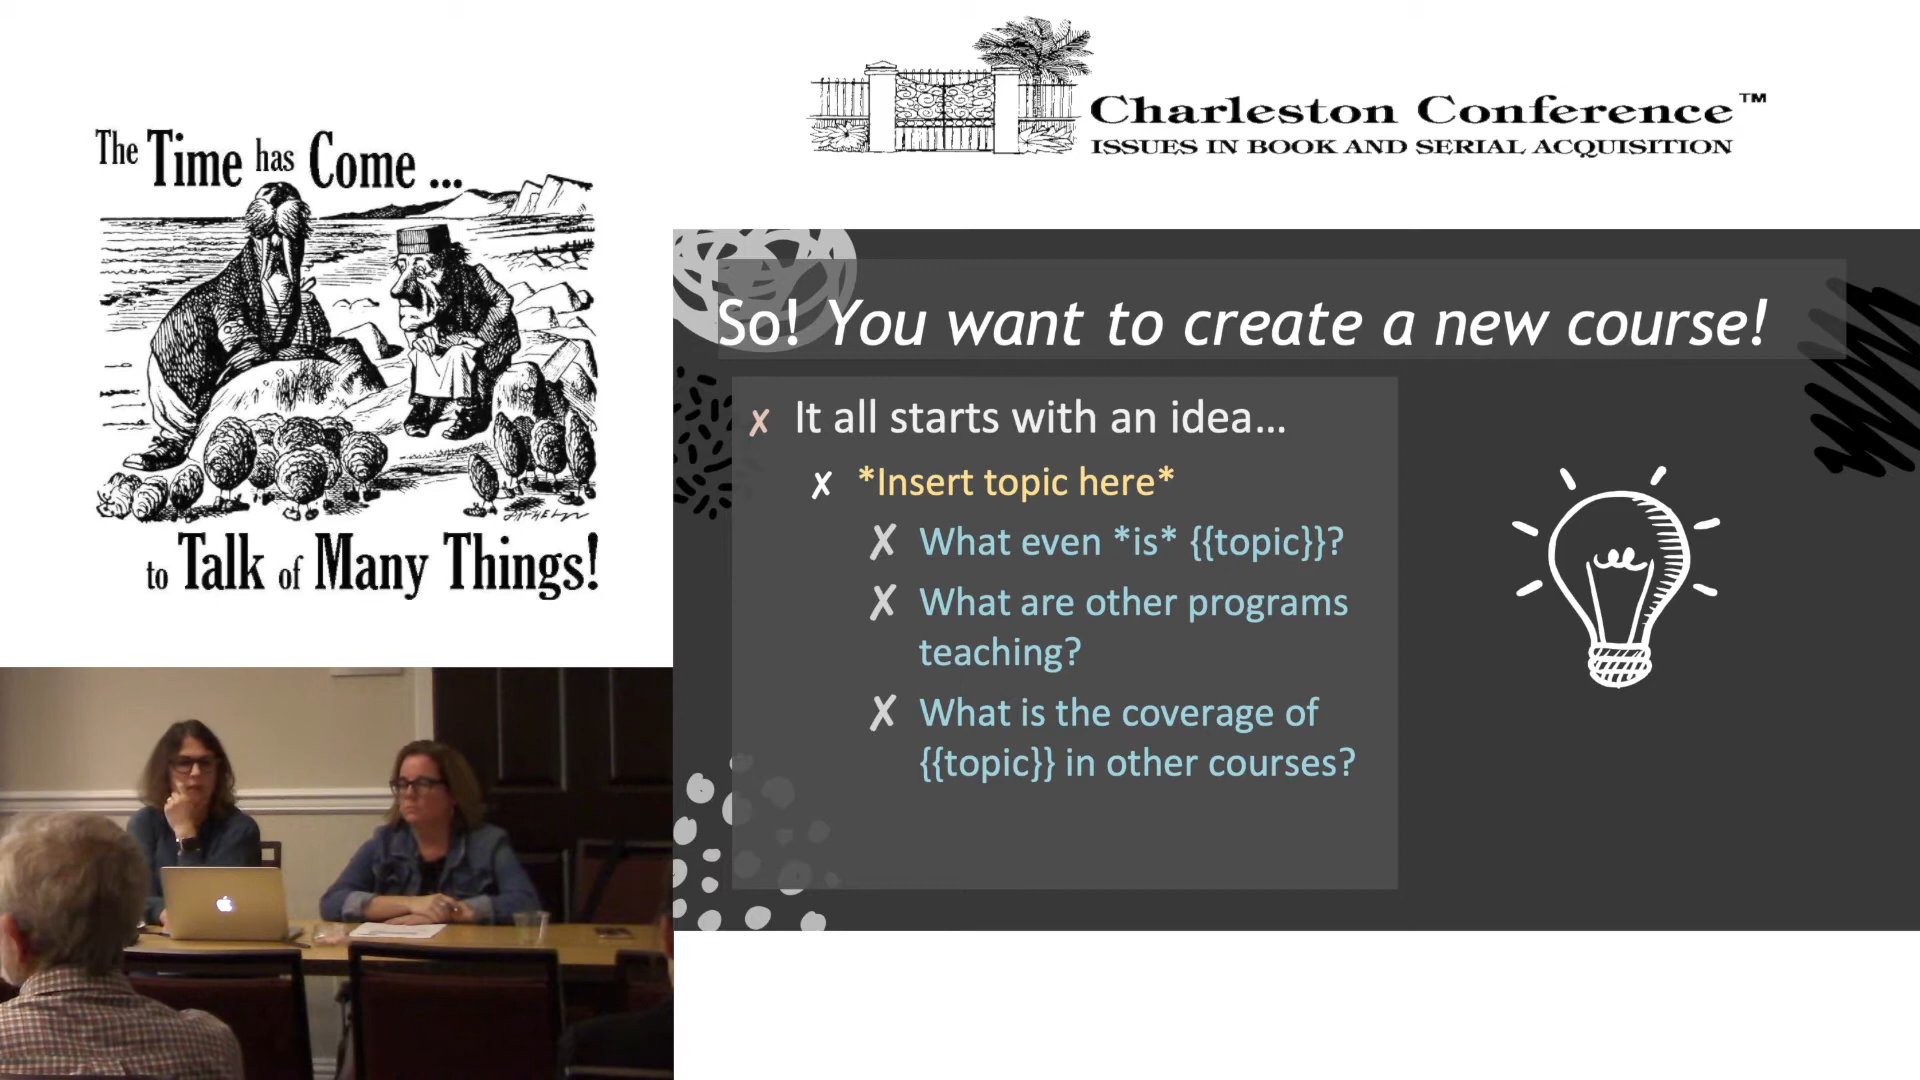 The Time has Come ...
to Talk of Many Things!
Charleston Conference™
ISSUES IN BOOK AND SERIAL ACQUISITION
So! You want to create a new course!
✗ It all starts with an idea…
✗ *Insert topic here*
✗ What even *is* {{topic}}?
✗ What are other programs
teaching?
✗ What is the coverage of
{{topic}} in other courses?